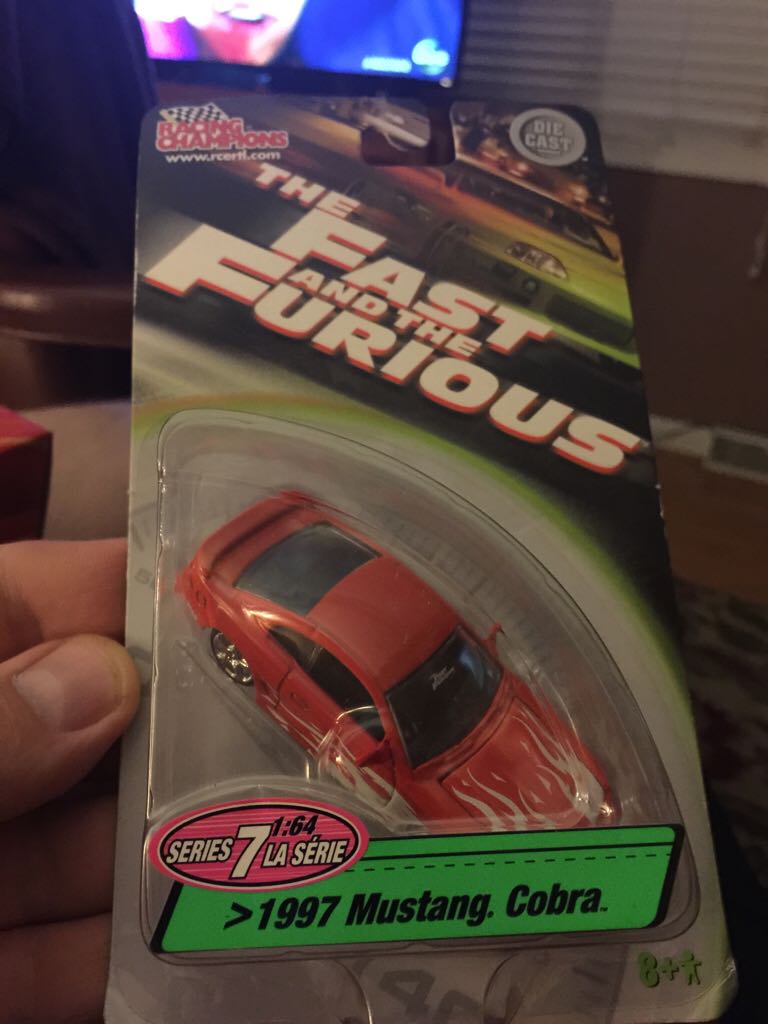 RACING
CHAMPIONS
www.rcertl.com
DIE
CAST
THE
FAST
AND THE
FURIOUS
1:64
SERIES 7 LA SÉRIE
>1997 Mustang. Cobra™
8+